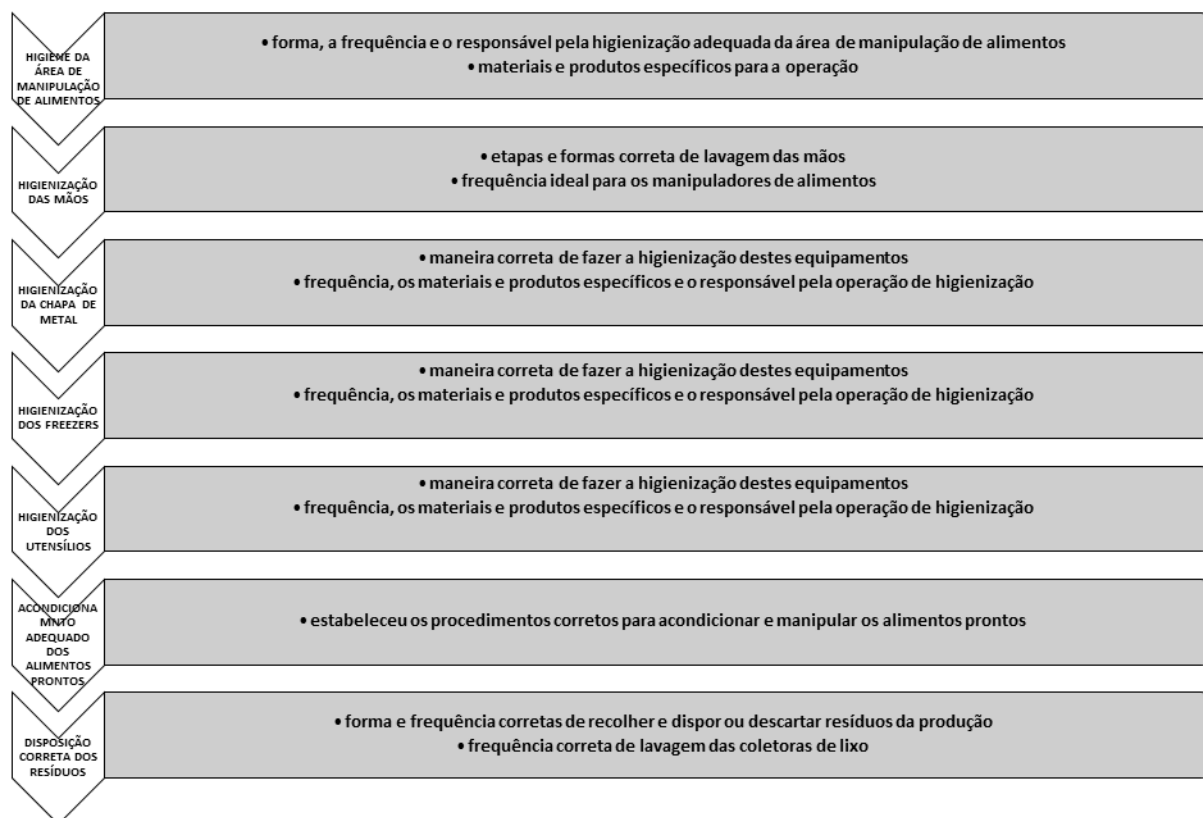 HIGIENE DA
ÁREA DE
MANIPULAÇÃO
DE ALIMENTOS
• forma, a frequência e o responsável pela higienização adequada da área de manipulação de alimentos
• materiais e produtos específicos para a operação
HIGIENIZAÇÃO
DAS MÃOS
• etapas e formas correta de lavagem das mãos
• frequência ideal para os manipuladores de alimentos
HIGIENIZAÇÃO
DA CHAPA DE
METAL
• maneira correta de fazer a higienização destes equipamentos
• frequência, os materiais e produtos específicos e o responsável pela operação de higienização
HIGIENIZAÇÃO
DOS FREEZERS
• maneira correta de fazer a higienização destes equipamentos
• frequência, os materiais e produtos específicos e o responsável pela operação de higienização
HIGIENIZAÇÃO
DOS
UTENSÍLIOS
• maneira correta de fazer a higienização destes equipamentos
• frequência, os materiais e produtos específicos e o responsável pela operação de higienização
ACONDICIONA
MNTO
ADEQUADO
DOS
ALIMENTOS
PRONTOS
• estabeleceu os procedimentos corretos para acondicionar e manipular os alimentos prontos
DISPOSIÇÃO
CORRETA DOS
RESÍDUOS
• forma e frequência corretas de recolher e dispor ou descartar resíduos da produção
• frequência correta de lavagem das coletoras de lixo